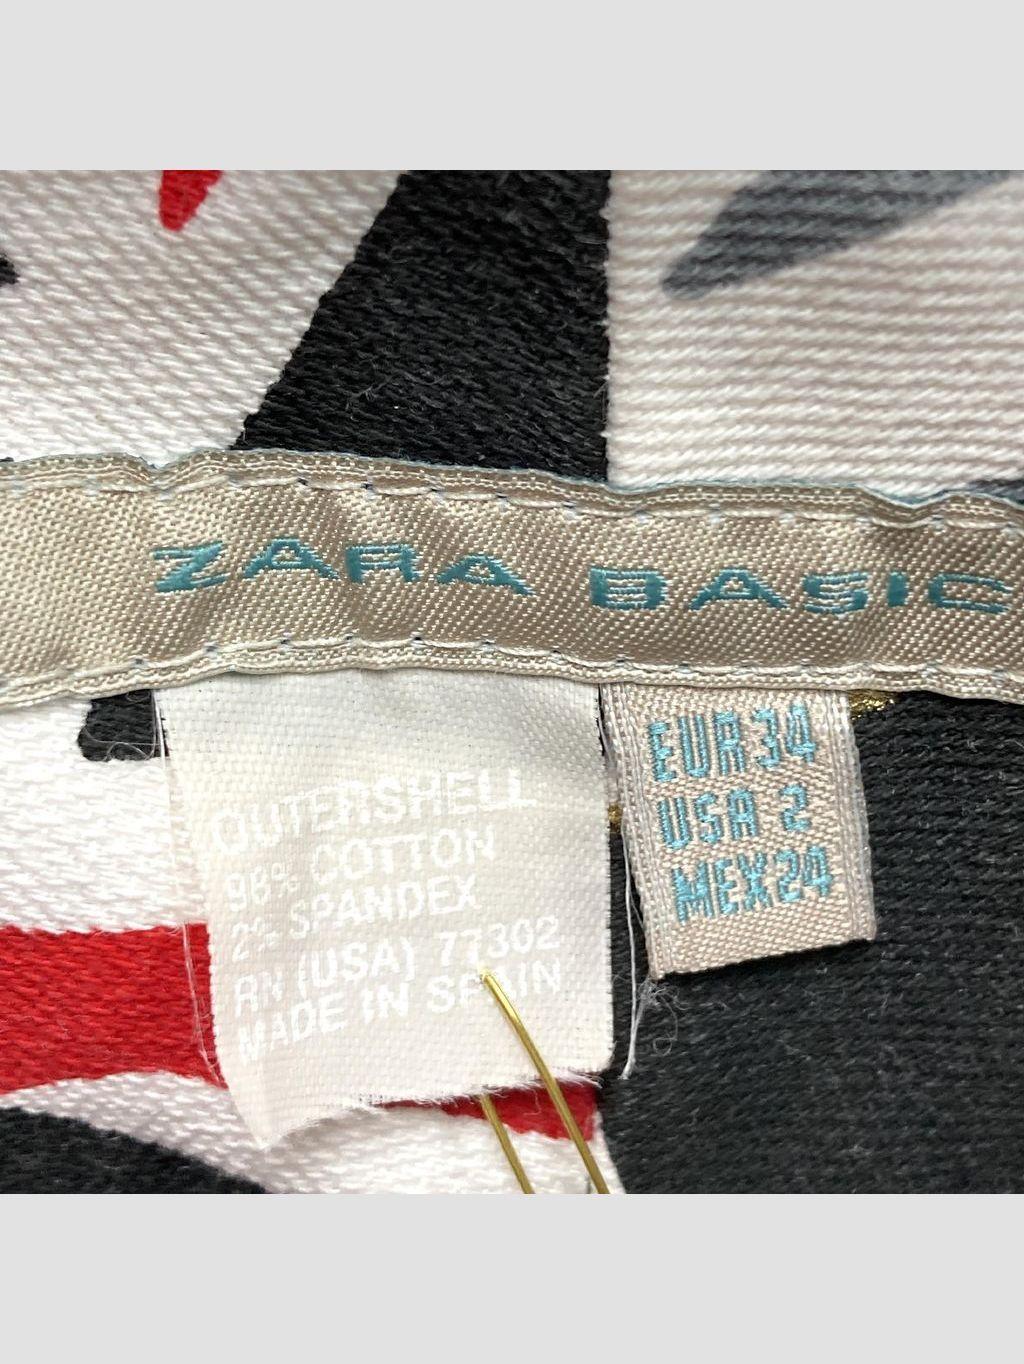 ZARA BASIC
OUTERSHELL
98% COTTON
2% SPANDEX
RN (USA) 77302
MADE IN SPAIN
EUR 34
USA 2
MEX 24